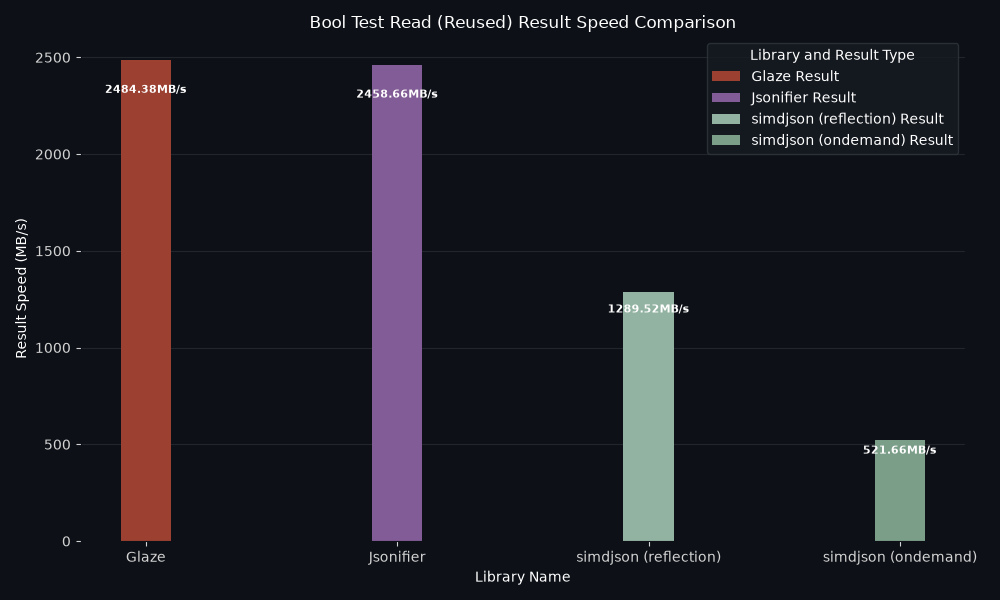 Bool Test Read (Reused) Result Speed Comparison
Library and Result Type
Glaze Result
Jsonifier Result
simdjson (reflection) Result
simdjson (ondemand) Result
Result Speed (MB/s)
2500
2000
1500
1000
500
0
2484.38MB/s
2458.66MB/s
1289.52MB/s
521.66MB/s
Glaze
Jsonifier
simdjson (reflection)
simdjson (ondemand)
Library Name